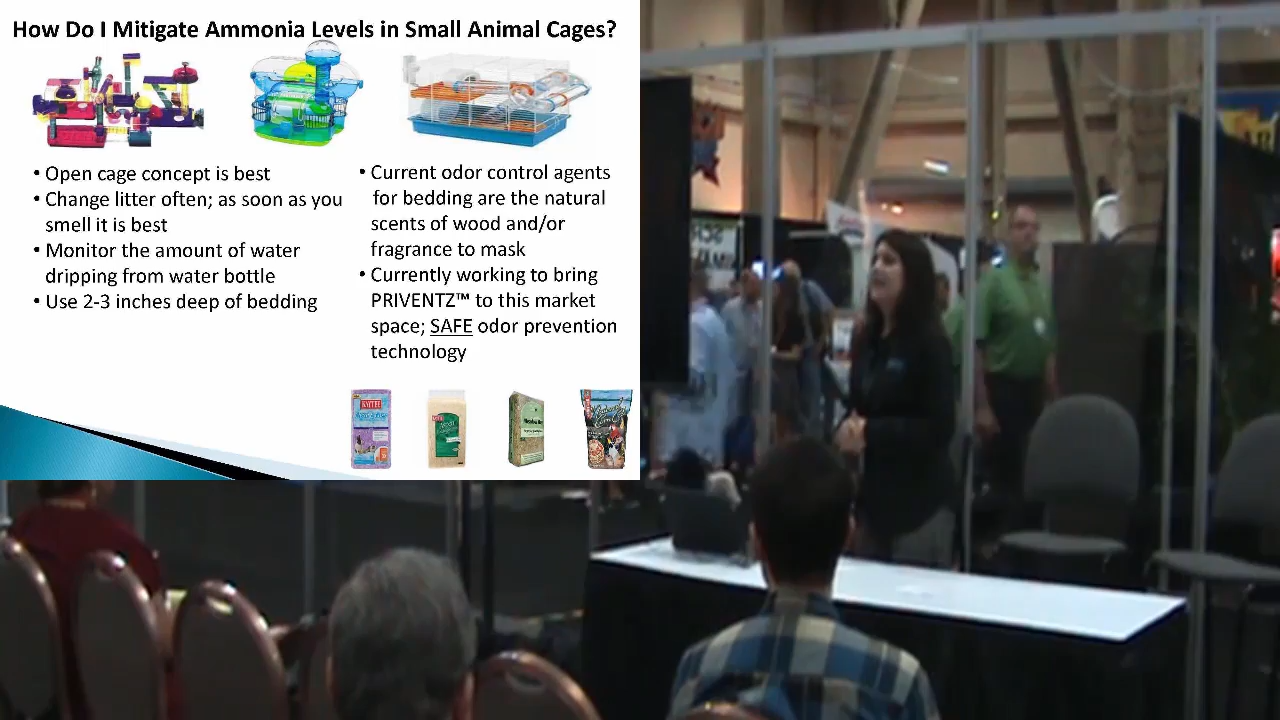 How Do I Mitigate Ammonia Levels in Small Animal Cages?
• Open cage concept is best
• Change litter often; as soon as you
smell it is best
• Monitor the amount of water
dripping from water bottle
• Use 2-3 inches deep of bedding
• Current odor control agents
for bedding are the natural
scents of wood and/or
fragrance to mask
• Currently working to bring
PRIVENTZ™ to this market
space; SAFE odor prevention
technology
KAYTEE